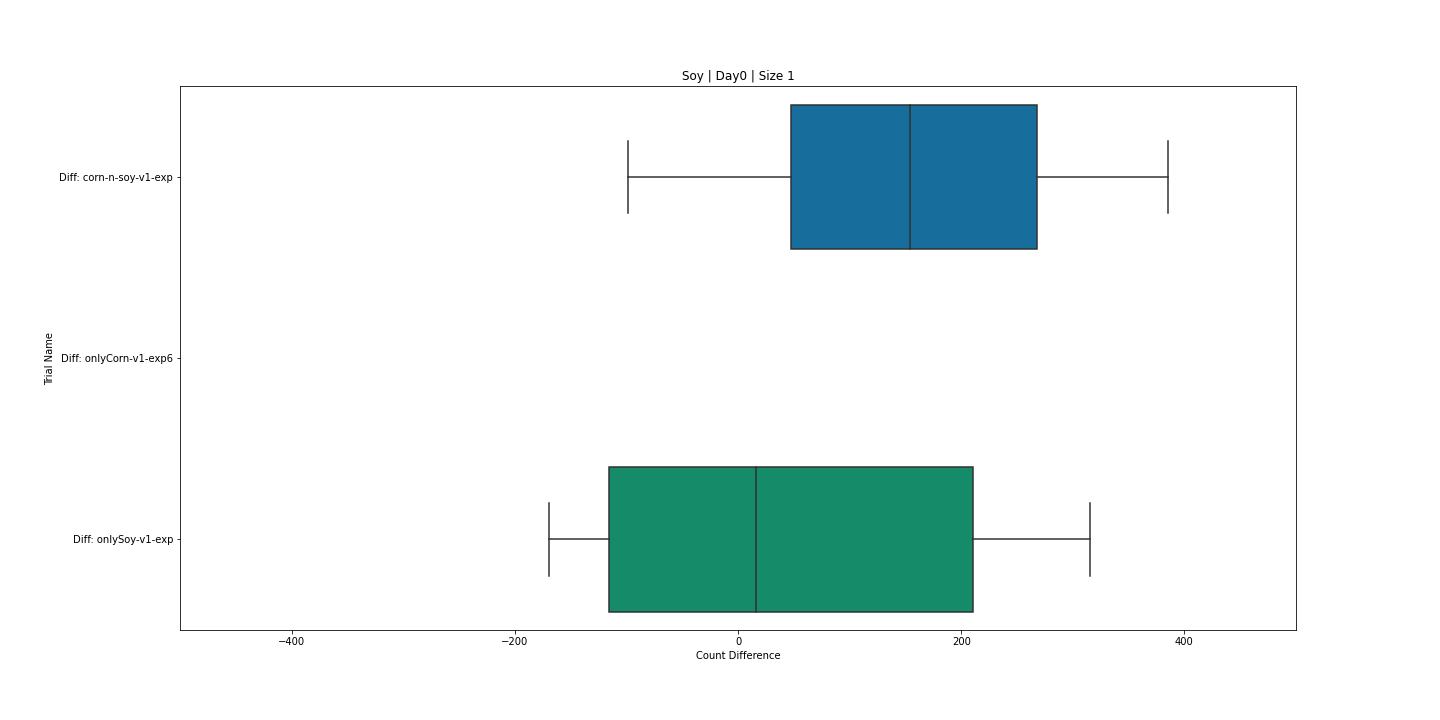 Soy | Day0 | Size 1
Diff: corn-n-soy-v1-exp
Diff: onlyCorn-v1-exp6
Diff: onlySoy-v1-exp
Trial Name
−400 −200 0 200 400
Count Difference